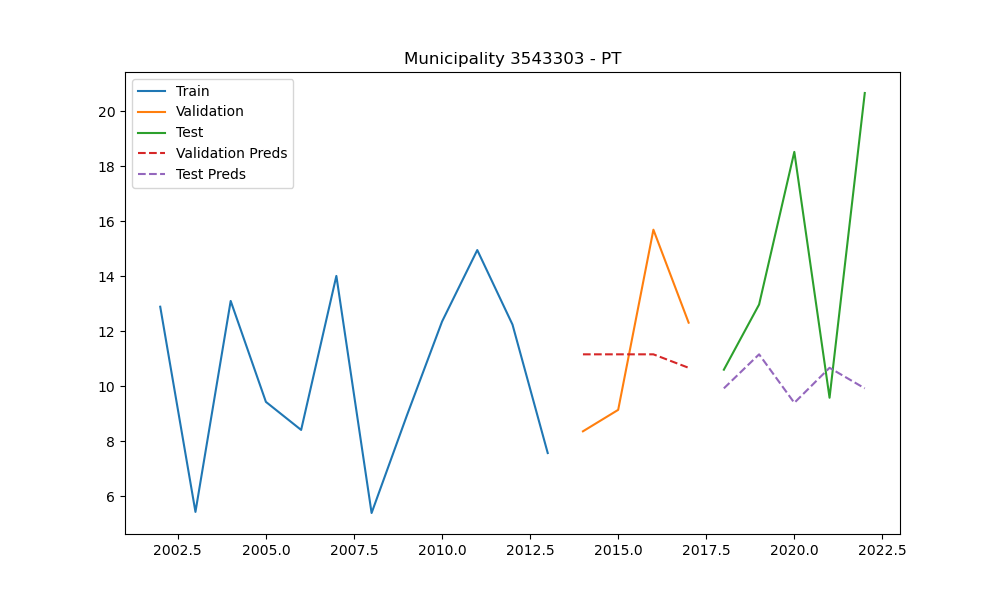 Municipality 3543303 - PT
Train
Validation
Test
Validation Preds
Test Preds
20
18
16
14
12
10
8
6
2002.5 2005.0 2007.5 2010.0 2012.5 2015.0 2017.5 2020.0 2022.5